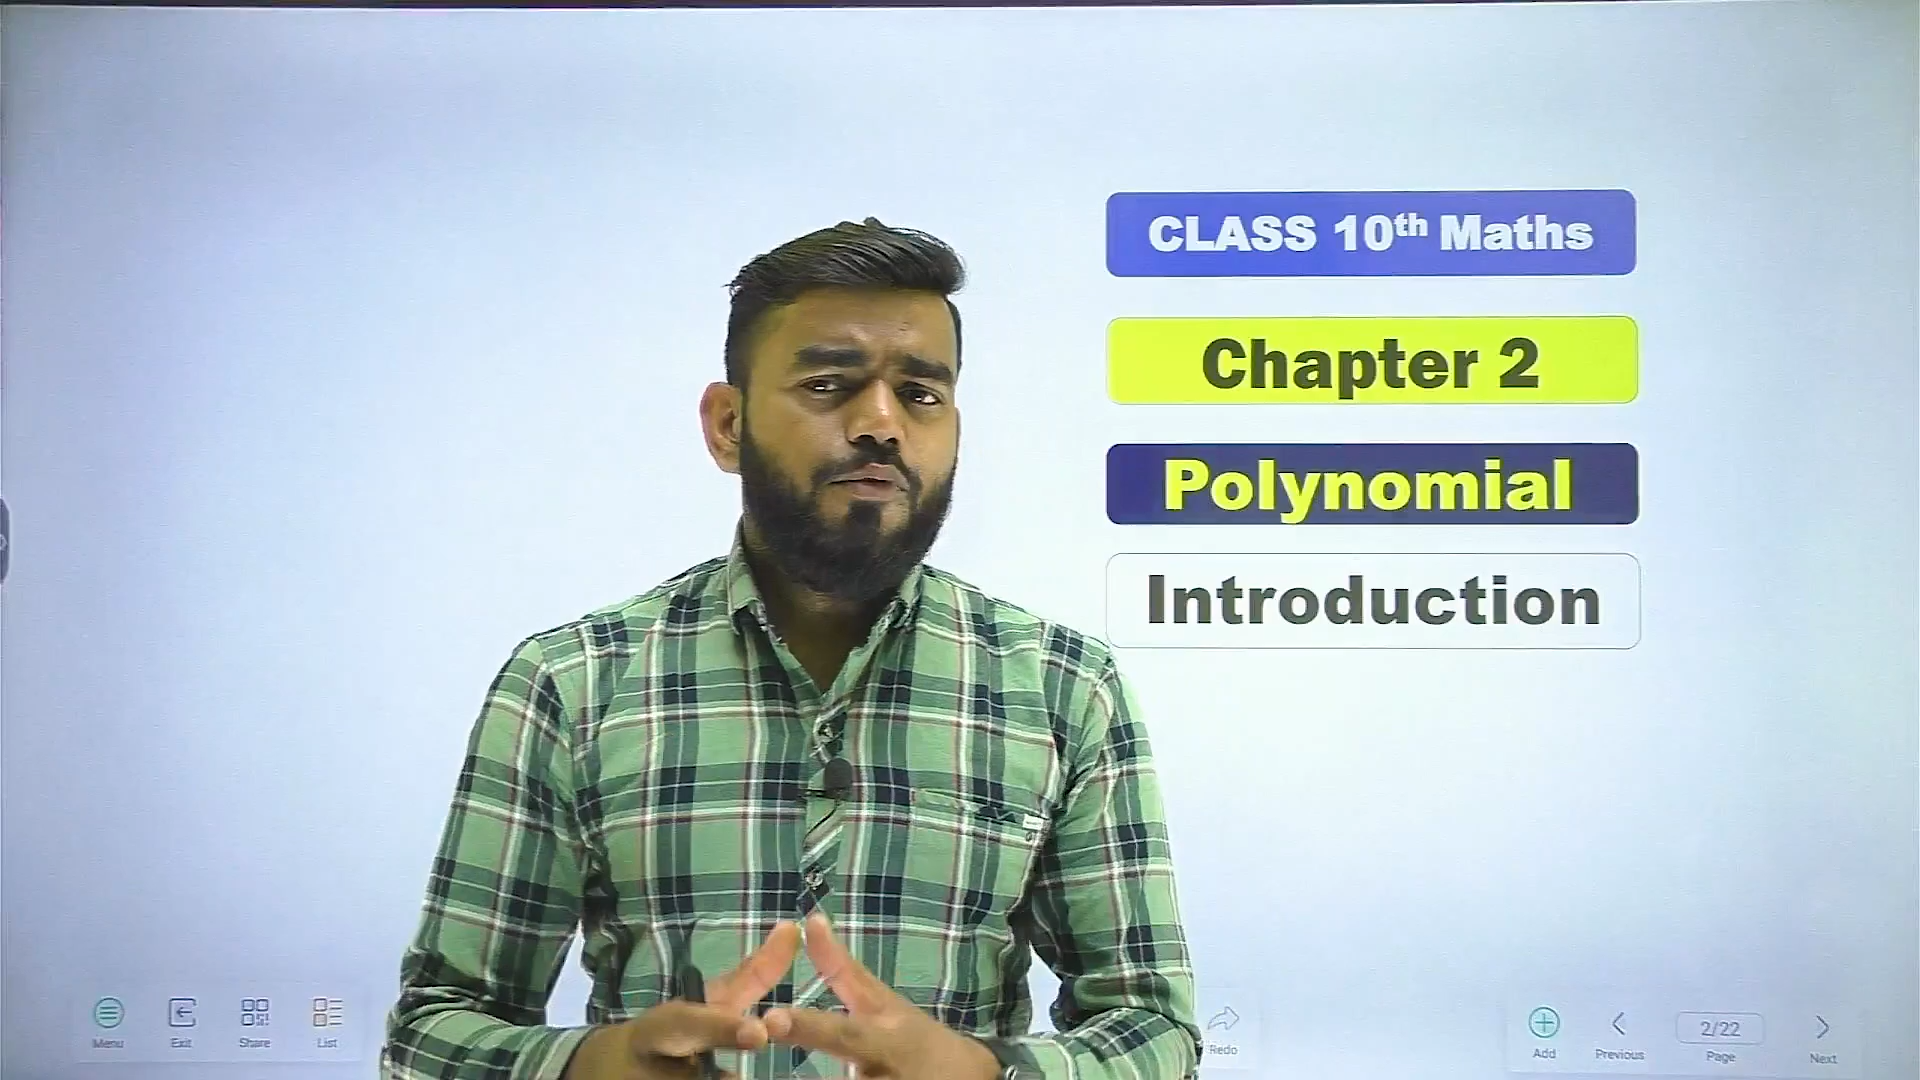 CLASS 10th Maths
Chapter 2
Polynomial
Introduction
Menu
Exit
Share
List
Redo
Add
Previous
2/22
Page
Next